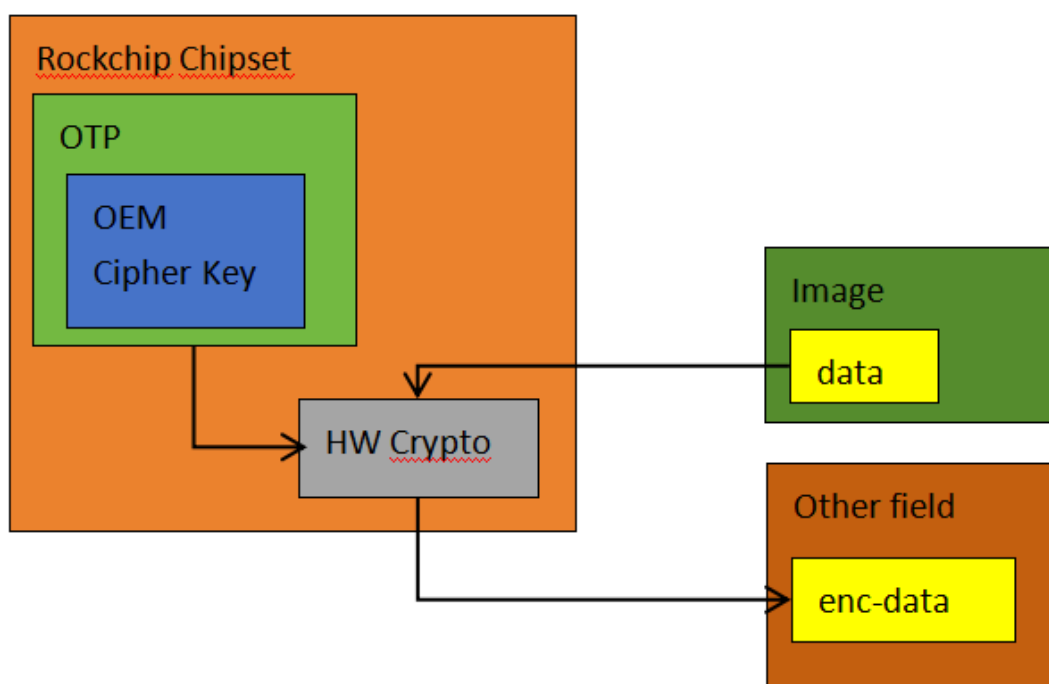 Rockchip Chipset
OTP
OEM
Cipher Key
HW Crypto
Image
data
Other field
enc-data